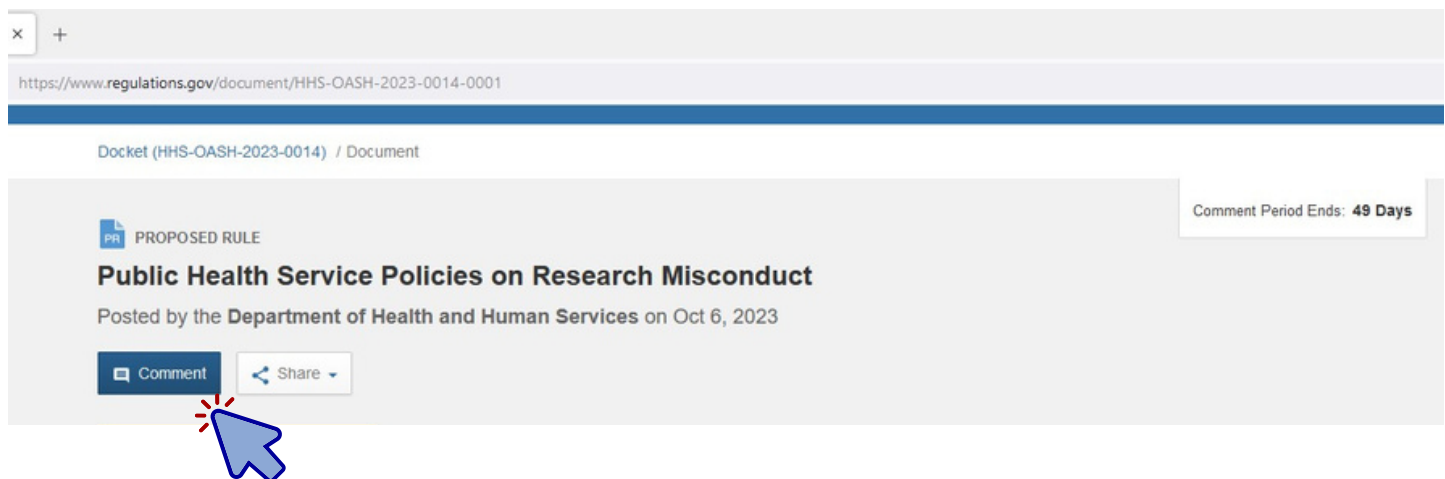 × +
https://www.regulations.gov/document/HHS-OASH-2023-0014-0001
Docket (HHS-OASH-2023-0014) / Document
Comment Period Ends: 49 Days
PR PROPOSED RULE
Public Health Service Policies on Research Misconduct
Posted by the Department of Health and Human Services on Oct 6, 2023
Comment Share